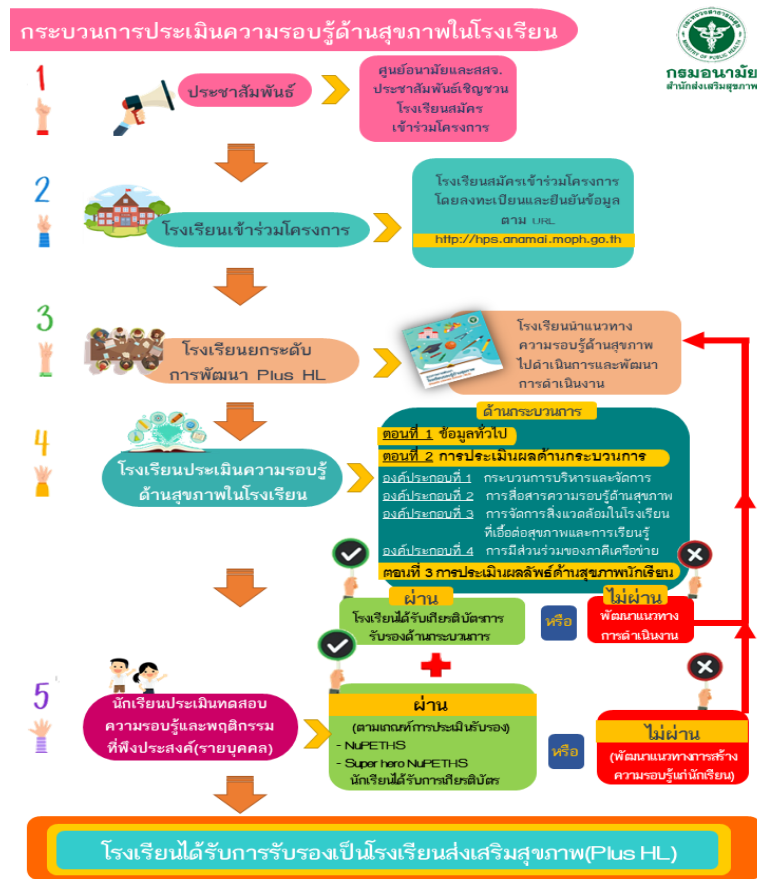 กระบวนการประเมินความรอบรู้ด้านสุขภาพในโรงเรียน
กระทรวงสาธารณสุข
MINISTRY OF PUBLIC HEALTH
กรมอนามัย
สำนักส่งเสริมสุขภาพ
1
ประชาสัมพันธ์
ศูนย์อนามัยและสสจ.
ประชาสัมพันธ์เชิญชวน
โรงเรียนสมัคร
เข้าร่วมโครงการ
2
โรงเรียนเข้าร่วมโครงการ
โรงเรียนสมัครเข้าร่วมโครงการ
โดยลงทะเบียนและยืนยันข้อมูล
ตาม URL
http://hps.anamai.moph.go.th
3
โรงเรียนยกระดับ
การพัฒนา Plus HL
โรงเรียนนำแนวทาง
ความรอบรู้ด้านสุขภาพ
ไปดำเนินการและพัฒนา
การดำเนินงาน
4
โรงเรียนประเมินความรอบรู้
ด้านสุขภาพในโรงเรียน
ด้านกระบวนการ
ตอนที่ 1 ข้อมูลทั่วไป
ตอนที่ 2 การประเมินผลด้านกระบวนการ
องค์ประกอบที่ 1 กระบวนการบริหารและจัดการ
องค์ประกอบที่ 2 การสื่อสารความรอบรู้ด้านสุขภาพ
องค์ประกอบที่ 3 การจัดการสิ่งแวดล้อมในโรงเรียน
ที่เอื้อต่อสุขภาพและการเรียนรู้
องค์ประกอบที่ 4 การมีส่วนร่วมของภาคีเครือข่าย
ตอนที่ 3 การประเมินผลลัพธ์ด้านสุขภาพนักเรียน
ผ่าน
โรงเรียนได้รับเกียรติบัตรการ
รับรองด้านกระบวนการ
หรือ
ไม่ผ่าน
พัฒนาแนวทาง
การดำเนินงาน
5
นักเรียนประเมินทดสอบ
ความรอบรู้และพฤติกรรม
ที่พึงประสงค์(รายบุคคล)
ผ่าน
(ตามเกณฑ์การประเมินรับรอง)
- NuPETHS
- Super hero NuPETHS
นักเรียนได้รับการเกียรติบัตร
หรือ
ไม่ผ่าน
(พัฒนาแนวทางการสร้าง
ความรอบรู้แก่นักเรียน)
โรงเรียนได้รับการรับรองเป็นโรงเรียนส่งเสริมสุขภาพ(Plus HL)